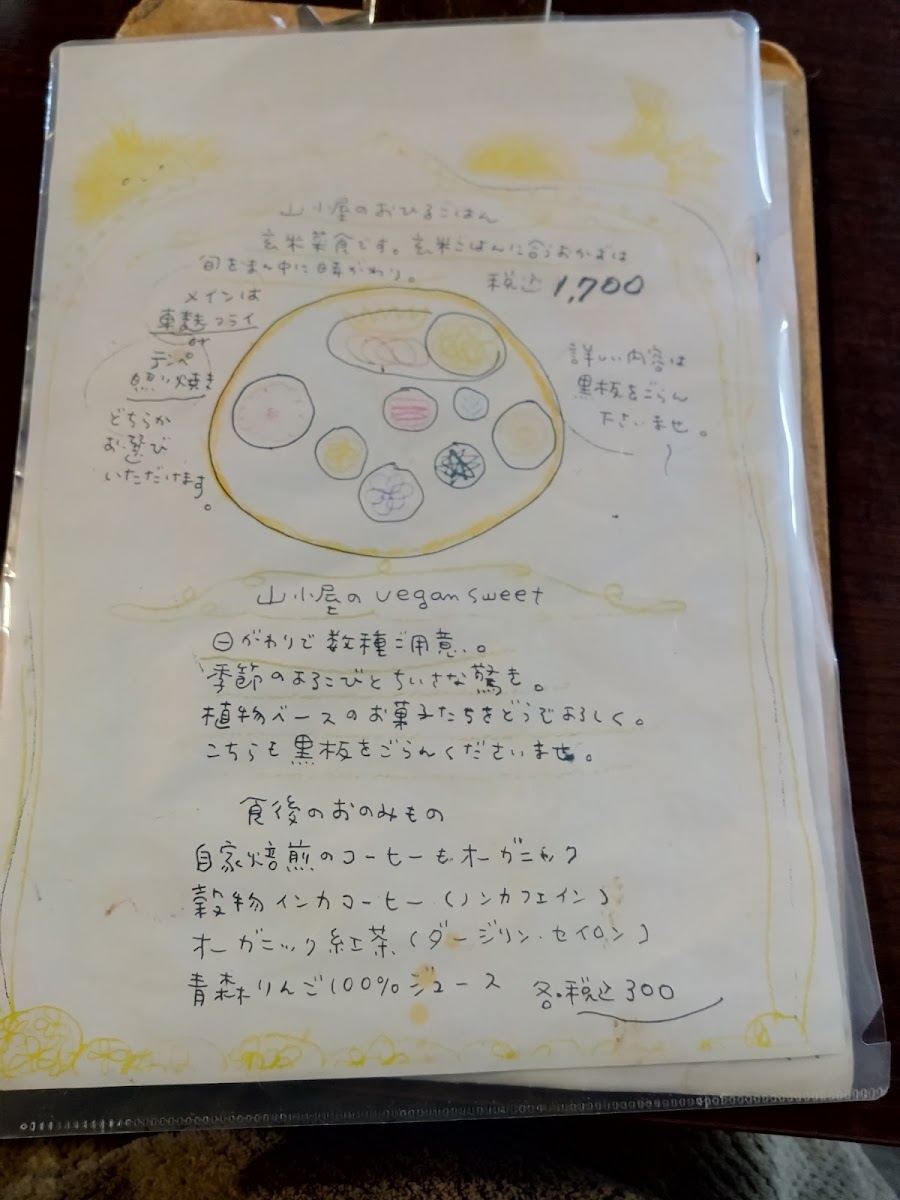 山小屋のおひるごはん
玄米菜食です。玄米ごはんに合うおかずは
旬をまん中に日替がわり。
税込 1,700
メインは
車麩フライ
or
テンペ
照り焼き
どちらか
お選び
いただけます
。
詳しい内容は
黒板をごらん
下さいませ。
山小屋の vegan sweet
日がわりで数種ご用意。
季節のよろこびとちいさな驚き。
植物ベースのお菓子たちをどうぞよろしく。
こちらも黒板をごらんくださいませ。
食後のおのみもの
自家焙煎のコーヒーもオーガニック
穀物インカコーヒー(ノンカフェイン)
オーガニック紅茶(ダージリン・セイロン)
青森りんご100%ジュース
各・税込 300